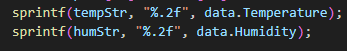 sprintf(tempStr, "%.2f", data.Temperature);
sprintf(humStr, "%.2f", data.Humidity);